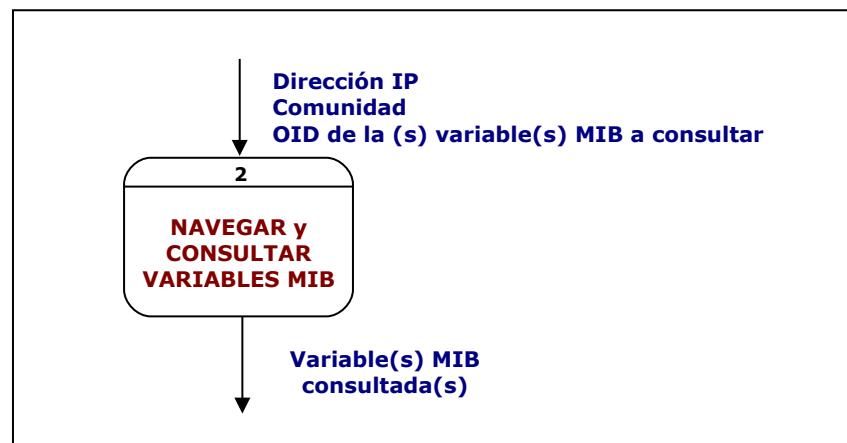 Dirección IP
Comunidad
OID de la (s) variable(s) MIB a consultar
2
NAVEGAR y
CONSULTAR
VARIABLES MIB
Variable(s) MIB
consultada(s)